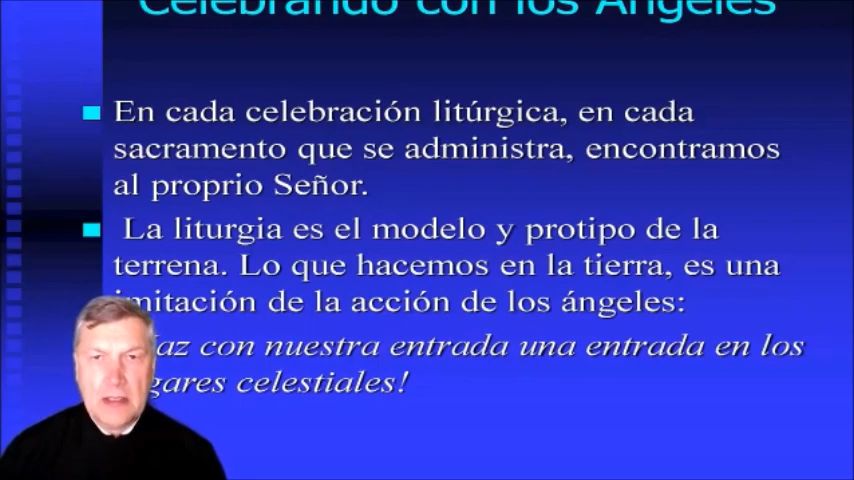 Celebrando con los Ángeles
En cada celebración litúrgica, en cada
sacramento que se administra, encontramos
al proprio Señor.
La liturgia es el modelo y protipo de la
terrena. Lo que hacemos en la tierra, es una
imitación de la acción de los ángeles:
con nuestra entrada una entrada en los
celestiales!